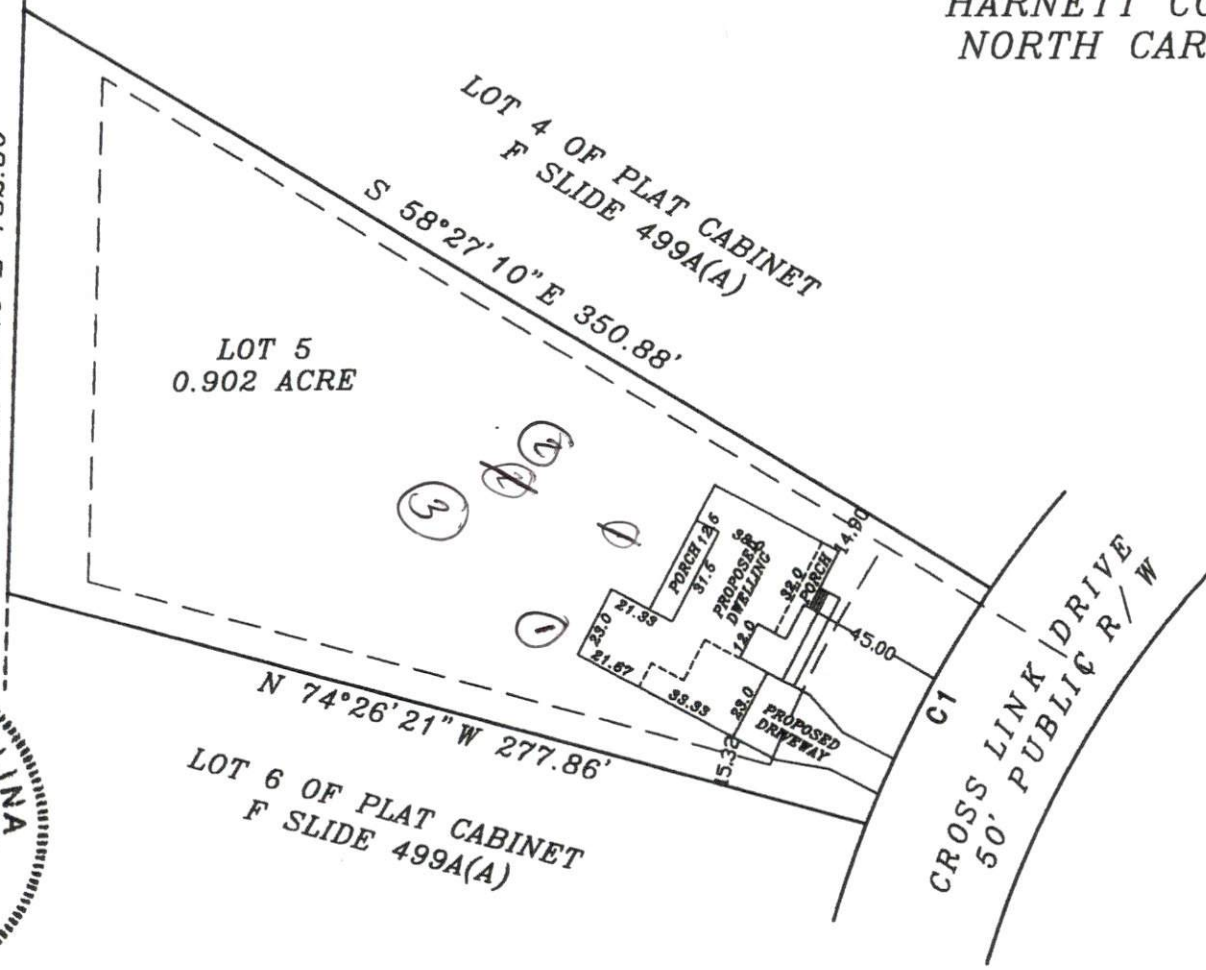 HARNETT CO
NORTH CAR
LOT 4 OF PLAT CABINET
F SLIDE 499A(A)
S 58°27'10"E 350.88'
LOT 5
0.902 ACRE
2
2
3
1
1
14.90
38.0
PORCH 12.5
31.5
PROPOSED
DWELLING
32.0
PORCH
12.0
21.33
23.0
21.67
33.33
23.0
45.00
PROPOSED
DRIVEWAY
15.32
C1
CROSS LINK DRIVE
50' PUBLIC R/W
N 74°26'21"W 277.86'
LOT 6 OF PLAT CABINET
F SLIDE 499A(A)
LINA